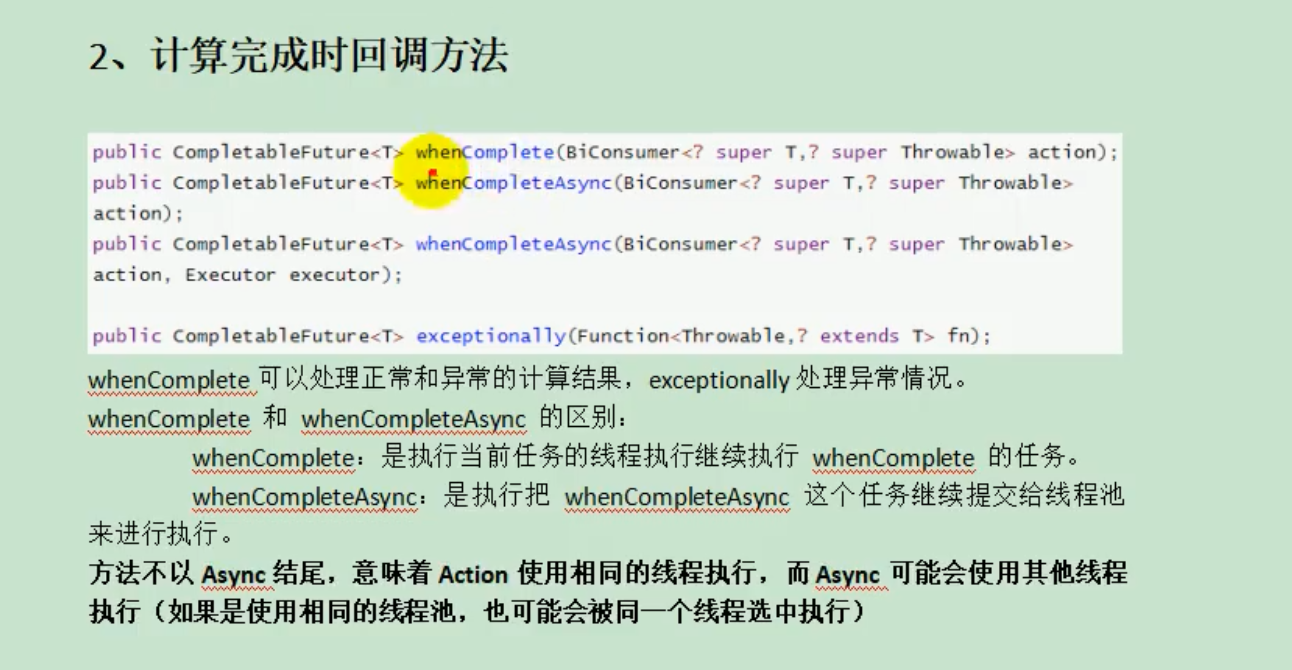 2、计算完成时回调方法
public CompletableFuture<T> whenComplete(BiConsumer<? super T,? super Throwable> action);
public CompletableFuture<T> whenCompleteAsync(BiConsumer<? super T,? super Throwable>
action);
public CompletableFuture<T> whenCompleteAsync(BiConsumer<? super T,? super Throwable>
action, Executor executor);
public CompletableFuture<T> exceptionally(Function<Throwable,? extends T> fn);
whenComplete 可以处理正常和异常的计算结果，exceptionally 处理异常情况。
whenComplete 和 whenCompleteAsync 的区别：
whenComplete：是执行当前任务的线程执行继续执行 whenComplete 的任务。
whenCompleteAsync：是执行把 whenCompleteAsync 这个任务继续提交给线程池
来进行执行。
方法不以 Async 结尾，意味着 Action 使用相同的线程执行，而 Async 可能会使用其他线程
执行（如果是使用相同的线程池，也可能会被同一个线程选中执行）